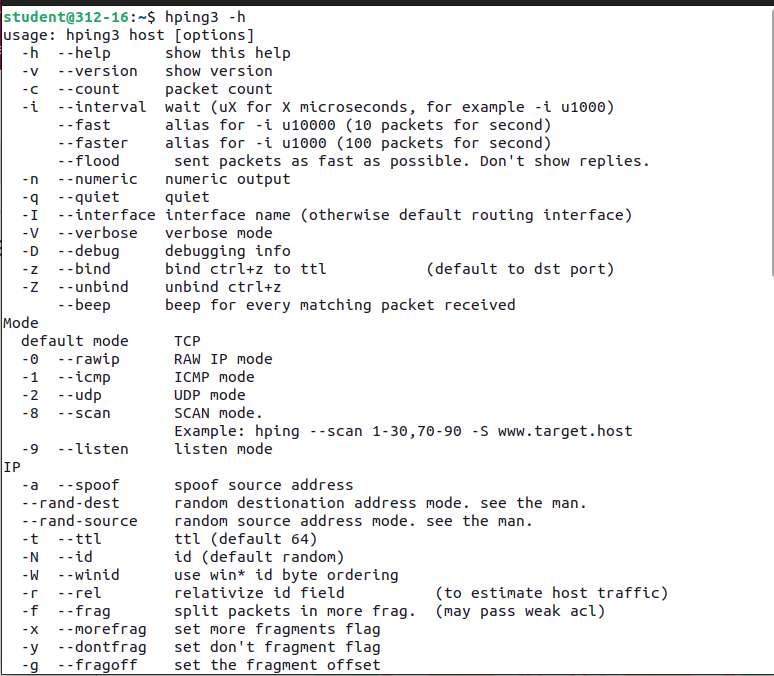 student@312-16:~$ hping3 -h
usage: hping3 host [options]
  -h  --help      show this help
  -v  --version   show version
  -c  --count     packet count
  -i  --interval  wait (uX for X microseconds, for example -i u1000)
      --fast      alias for -i u10000 (10 packets for second)
      --faster    alias for -i u1000 (100 packets for second)
      --flood      sent packets as fast as possible. Don't show replies.
  -n  --numeric   numeric output
  -q  --quiet     quiet
  -I  --interface interface name (otherwise default routing interface)
  -V  --verbose   verbose mode
  -D  --debug     debugging info
  -z  --bind      bind ctrl+z to ttl           (default to dst port)
  -Z  --unbind    unbind ctrl+z
      --beep      beep for every matching packet received
Mode
  default mode     TCP
  -0  --rawip      RAW IP mode
  -1  --icmp       ICMP mode
  -2  --udp        UDP mode
  -8  --scan       SCAN mode.
                   Example: hping --scan 1-30,70-90 -S www.target.host
  -9  --listen     listen mode
IP
  -a  --spoof      spoof source address
  --rand-dest      random destionation address mode. see the man.
  --rand-source    random source address mode. see the man.
  -t  --ttl        ttl (default 64)
  -N  --id         id (default random)
  -W  --winid      use win* id byte ordering
  -r  --rel        relativize id field          (to estimate host traffic)
  -f  --frag       split packets in more frag.  (may pass weak acl)
  -x  --morefrag   set more fragments flag
  -y  --dontfrag   set don't fragment flag
  -g  --fragoff    set the fragment offset